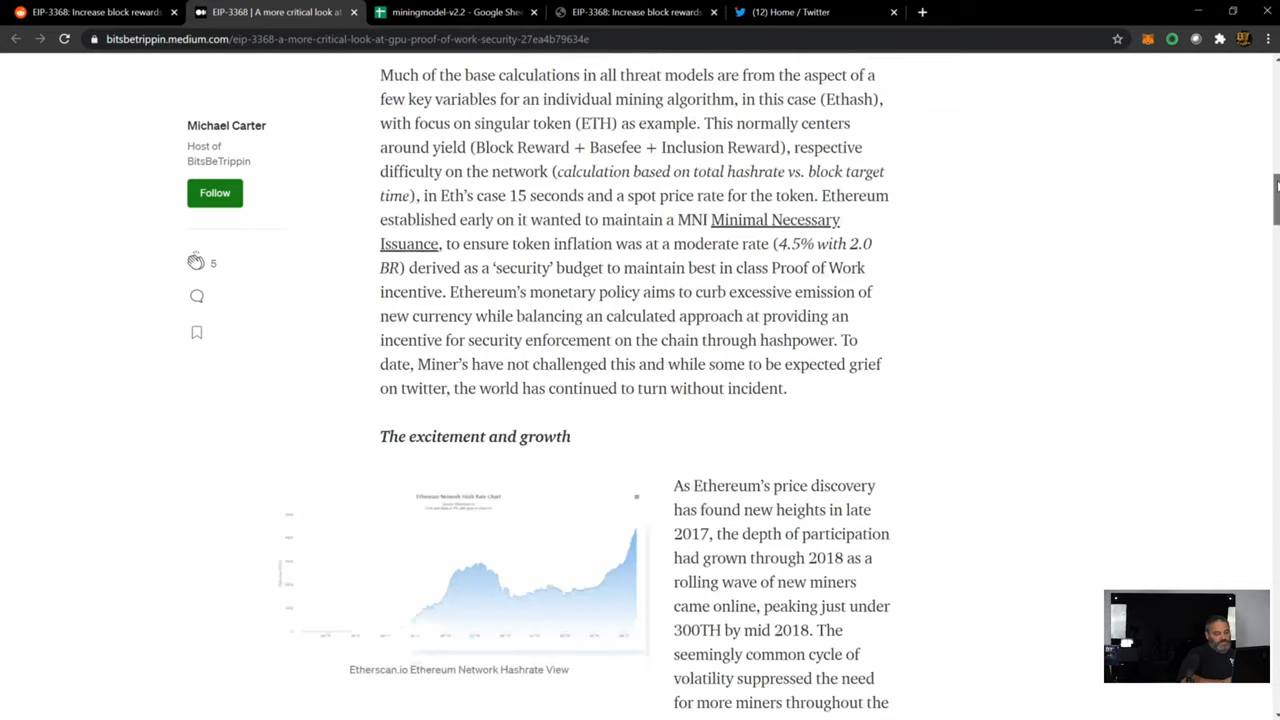 EIP-3368: Increase block rewards
EIP-3368 | A more critical look at
miningmodel-v2.2 - Google She
EIP-3368: Increase block rewards
(12) Home / Twitter
bitsbetrippin.medium.com/eip-3368-a-more-critical-look-at-gpu-proof-of-work-security-27ea4b79634e
Michael Carter
Host of
BitsBeTrippin
Follow
5
Much of the base calculations in all threat models are from the aspect of a
few key variables for an individual mining algorithm, in this case (Ethash),
with focus on singular token (ETH) as example. This normally centers
around yield (Block Reward + Basefee + Inclusion Reward), respective
difficulty on the network (calculation based on total hashrate vs. block target
time), in Eth's case 15 seconds and a spot price rate for the token. Ethereum
established early on it wanted to maintain a MNI Minimal Necessary
Issuance, to ensure token inflation was at a moderate rate (4.5% with 2.0
BR) derived as a ‘security’ budget to maintain best in class Proof of Work
incentive. Ethereum's monetary policy aims to curb excessive emission of
new currency while balancing an calculated approach at providing an
incentive for security enforcement on the chain through hashpower. To
date, Miner's have not challenged this and while some to be expected grief
on twitter, the world has continued to turn without incident.
The excitement and growth
Ethereum Network Hash Rate Chart
Etherscan.io Ethereum Network Hashrate View
As Ethereum's price discovery
has found new heights in late
2017, the depth of participation
had grown through 2018 as a
rolling wave of new miners
came online, peaking just under
300TH by mid 2018. The
seemingly common cycle of
volatility suppressed the need
for more miners throughout the